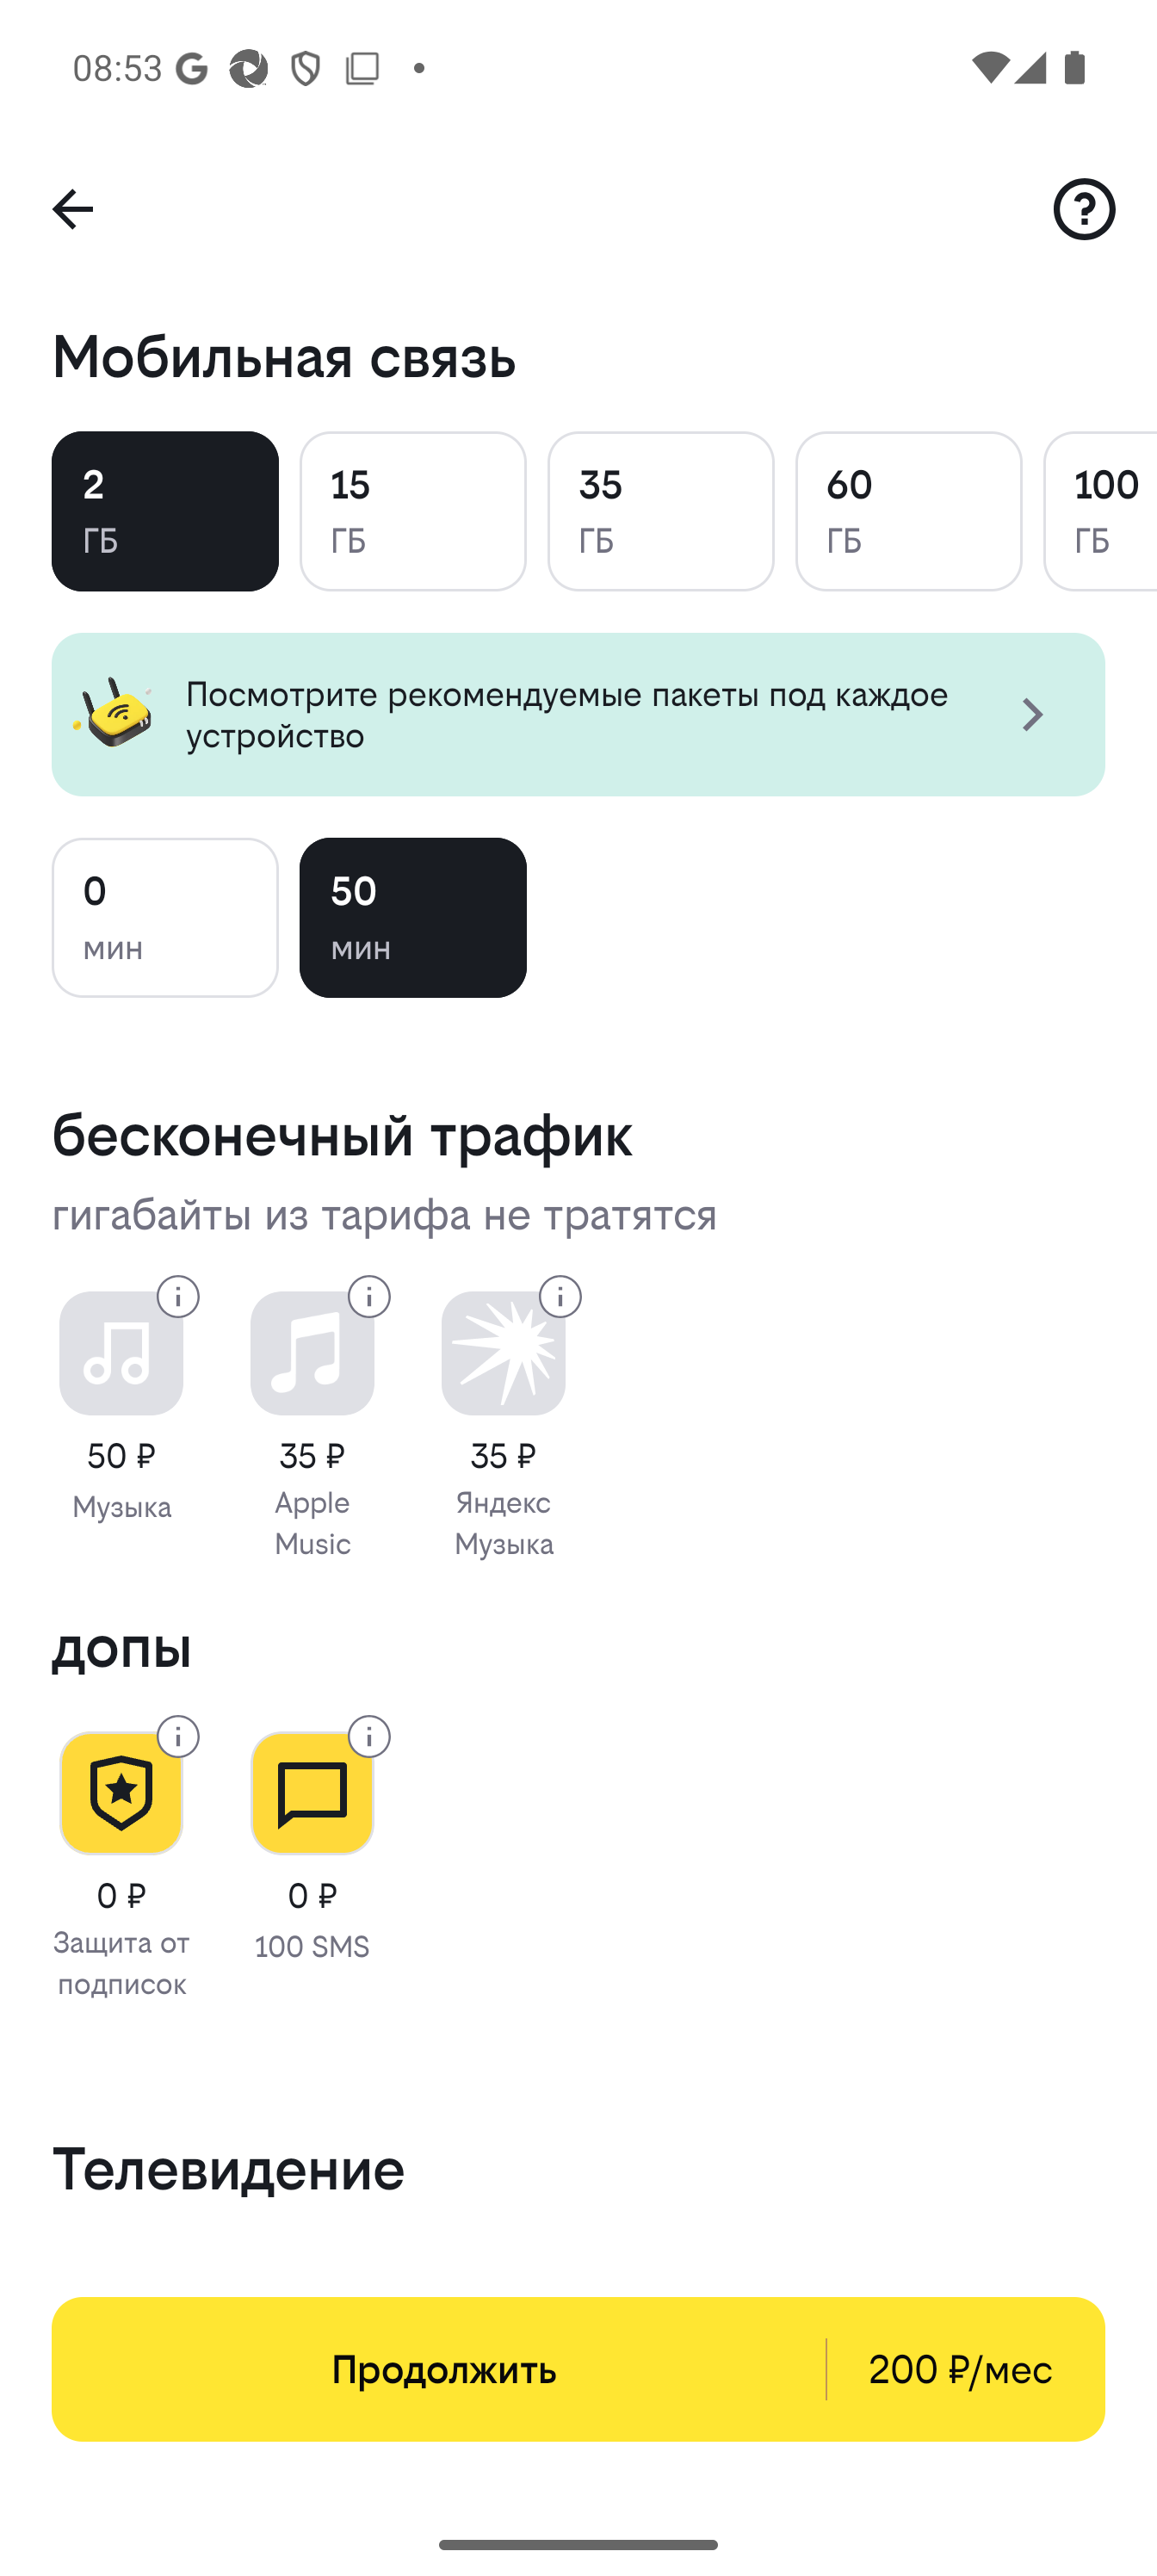 08:53
Мобильная связь
2
ГБ
15
ГБ
35
ГБ
60
ГБ
100
ГБ
Посмотрите рекомендуемые пакеты под каждое
устройство
0
мин
50
мин
бесконечный трафик
гигабайты из тарифа не тратятся
50 ₽
Музыка
35 ₽
Apple
Music
35 ₽
Яндекс
Музыка
допы
0 ₽
Защита от
подписок
0 ₽
100 SMS
Телевидение
Продолжить
200 ₽/мес